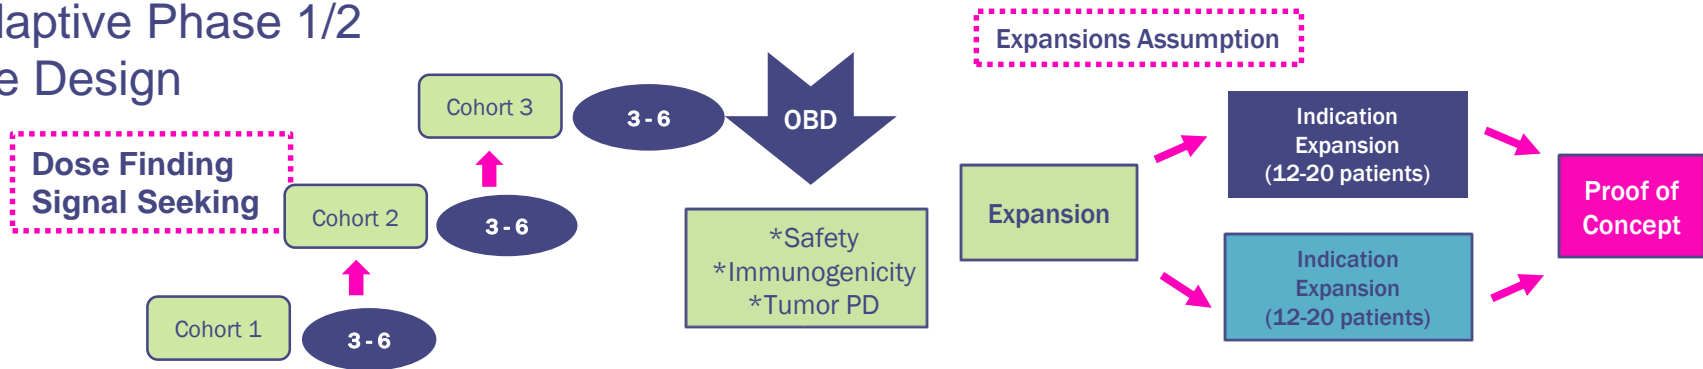 daptive Phase 1/2
e Design
Dose Finding
Signal Seeking
Cohort 1
3 - 6
Cohort 2
3 - 6
Cohort 3
3 - 6
OBD
*Safety
*Immunogenicity
*Tumor PD
Expansions Assumption
Expansion
Indication
Expansion
(12-20 patients)
Indication
Expansion
(12-20 patients)
Proof of
Concept